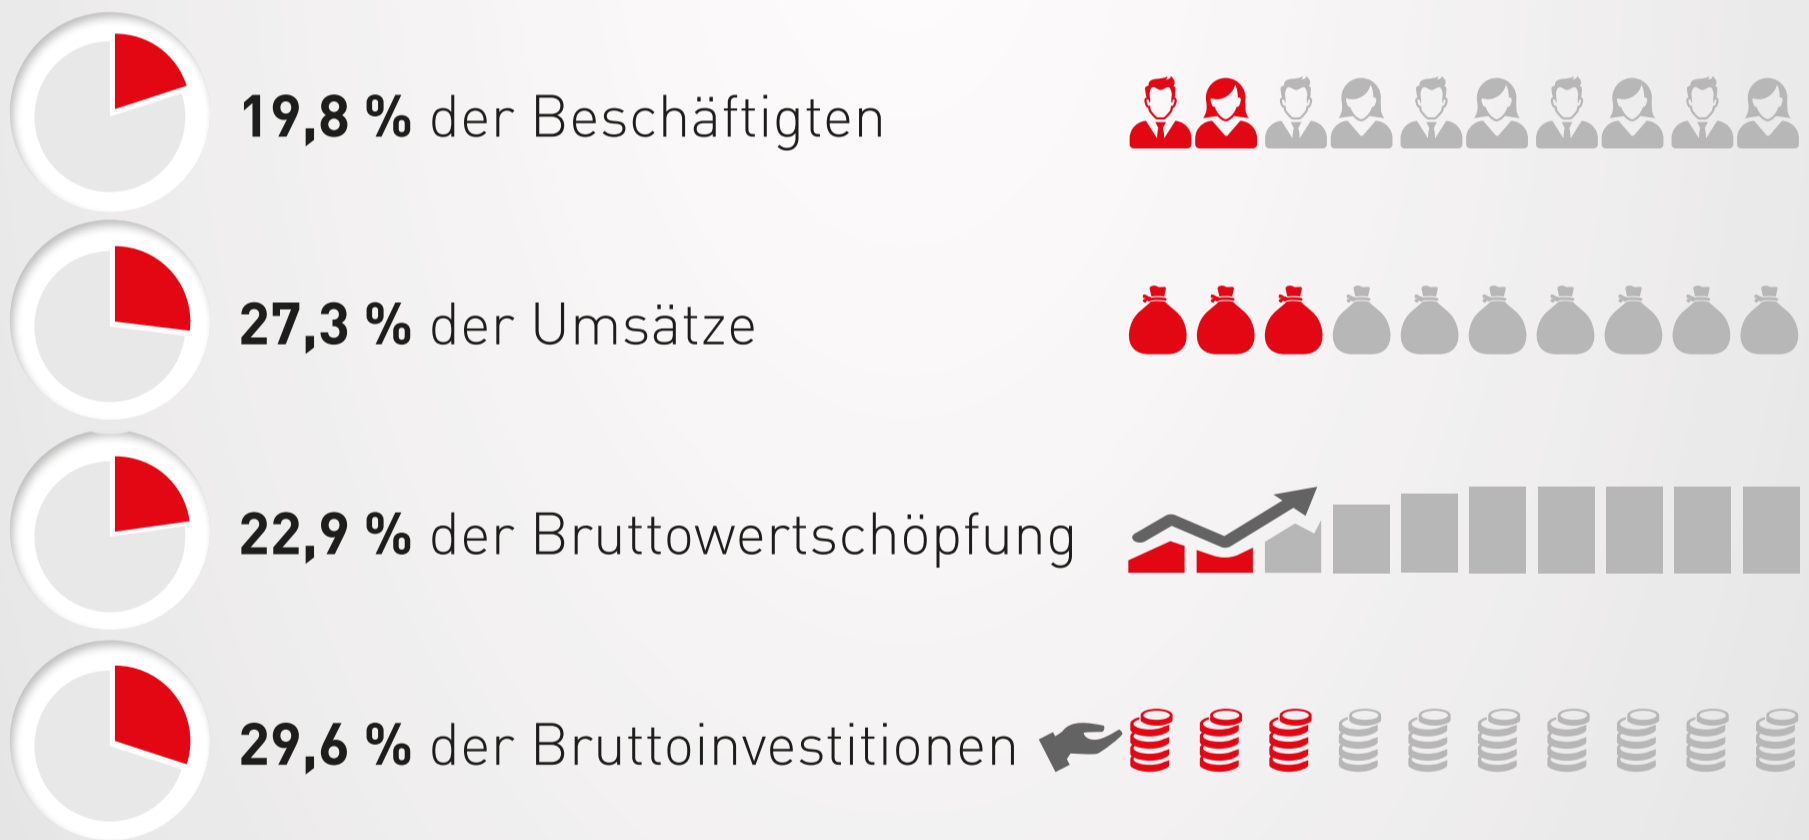 19,8 % der Beschäftigten
27,3 % der Umsätze
22,9 % der Bruttowertschöpfung
29,6 % der Bruttoinvestitionen